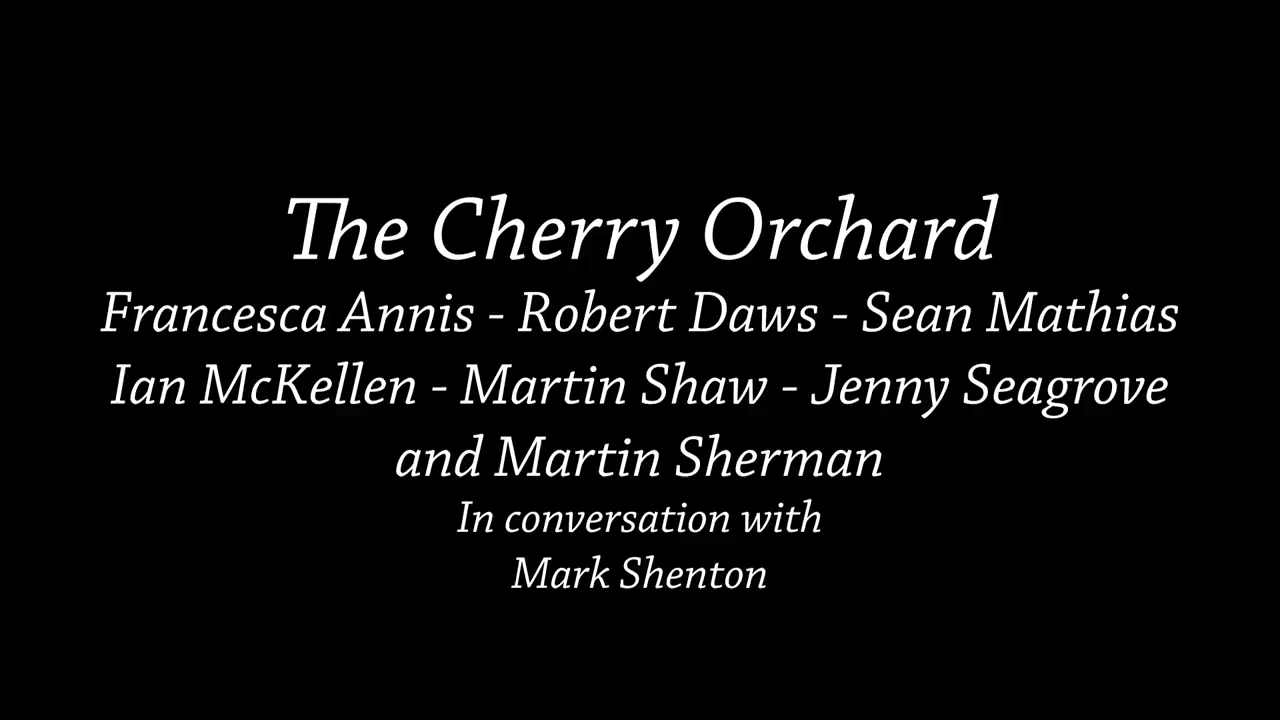 The Cherry Orchard
Francesca Annis - Robert Daws - Sean Mathias
Ian McKellen - Martin Shaw - Jenny Seagrove
and Martin Sherman
In conversation with
Mark Shenton